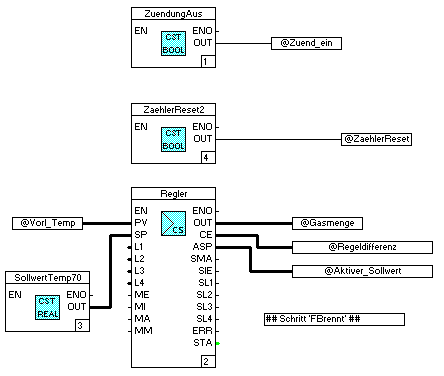 ZuendungAus
EN
ENO
CST
BOOL
OUT
@Zuend_ein
1
ZaehlerReset2
EN
ENO
CST
BOOL
OUT
@ZaehlerReset
4
Regler
EN
ENO
@Vorl_Temp
PV
OUT
@Gasmenge
SP
CS
CE
@Regeldifferenz
L1
ASP
@Aktiver_Sollwert
L2
SMA
L3
SIE
L4
SL1
ME
SL2
MI
SL3
MA
SL4
MM
ERR
STA
2
SollwertTemp70
EN
ENO
CST
REAL
OUT
3
## Schritt 'FBrennt' ##